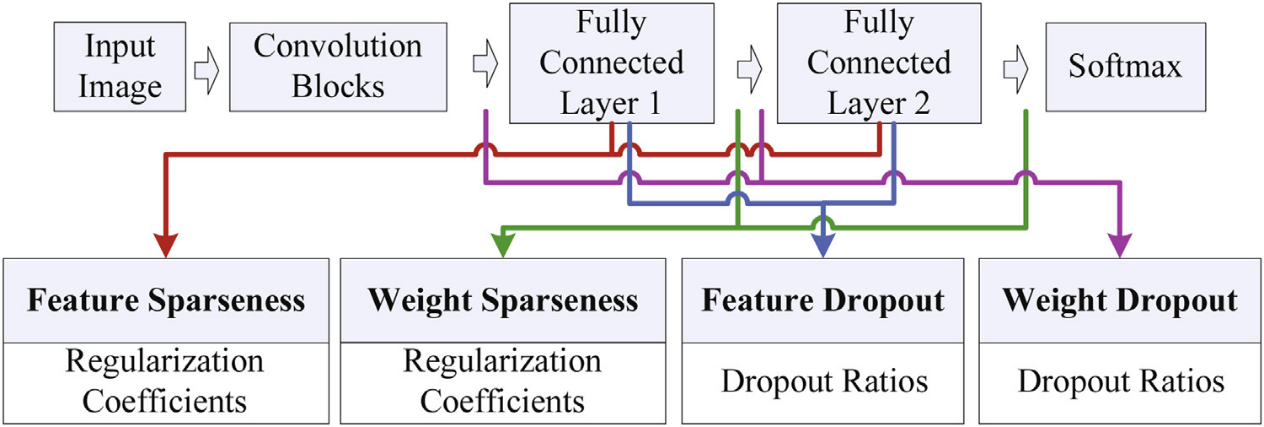 Input
Image
Convolution
Blocks
Fully
Connected
Layer 1
Fully
Connected
Layer 2
Softmax
Feature Sparseness
Regularization
Coefficients
Weight Sparseness
Regularization
Coefficients
Feature Dropout
Dropout Ratios
Weight Dropout
Dropout Ratios